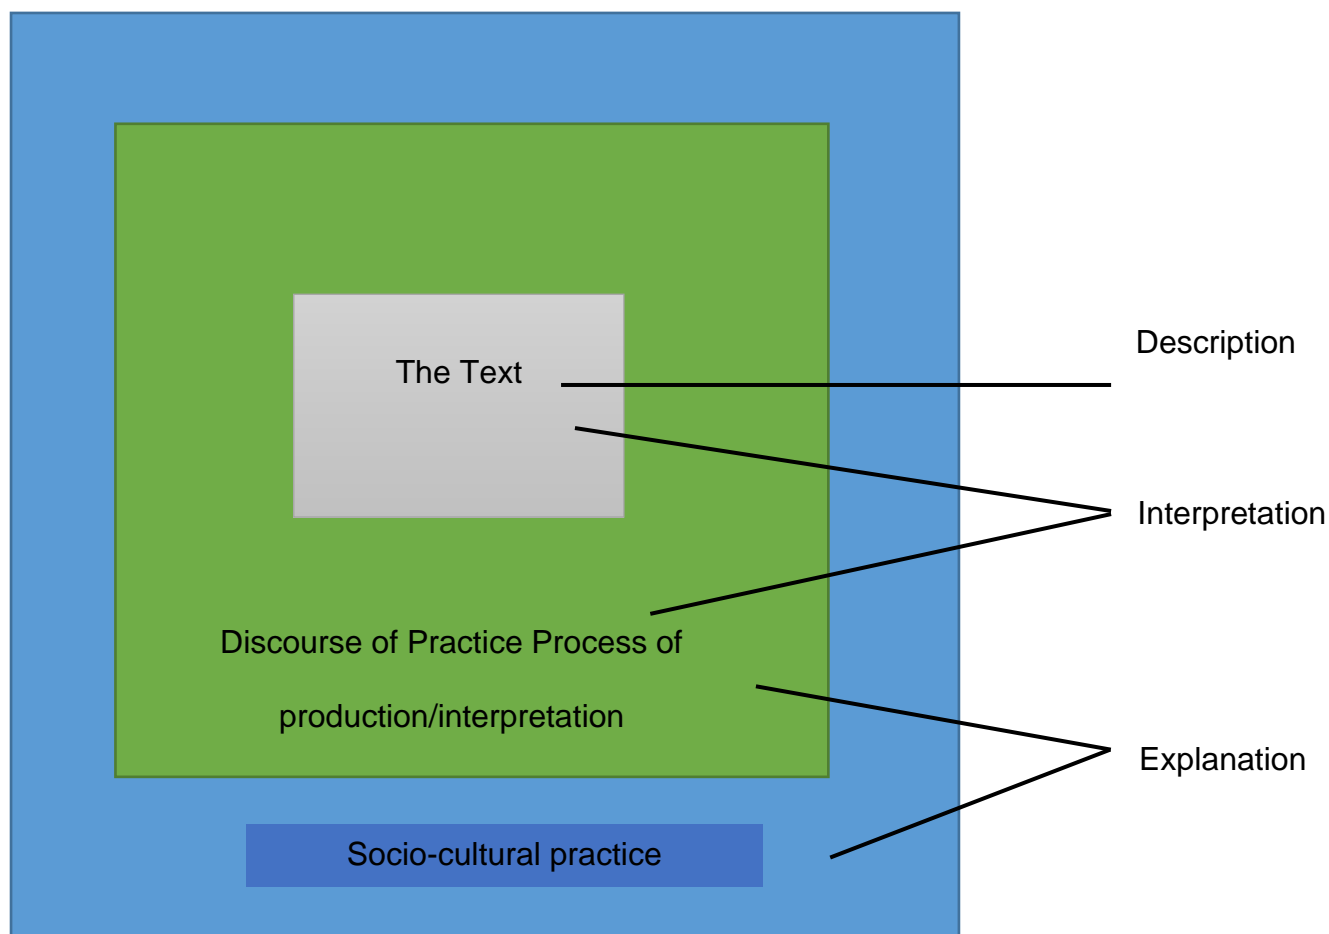 The Text
Description
Interpretation
Discourse of Practice Process of
production/interpretation
Explanation
Socio-cultural practice